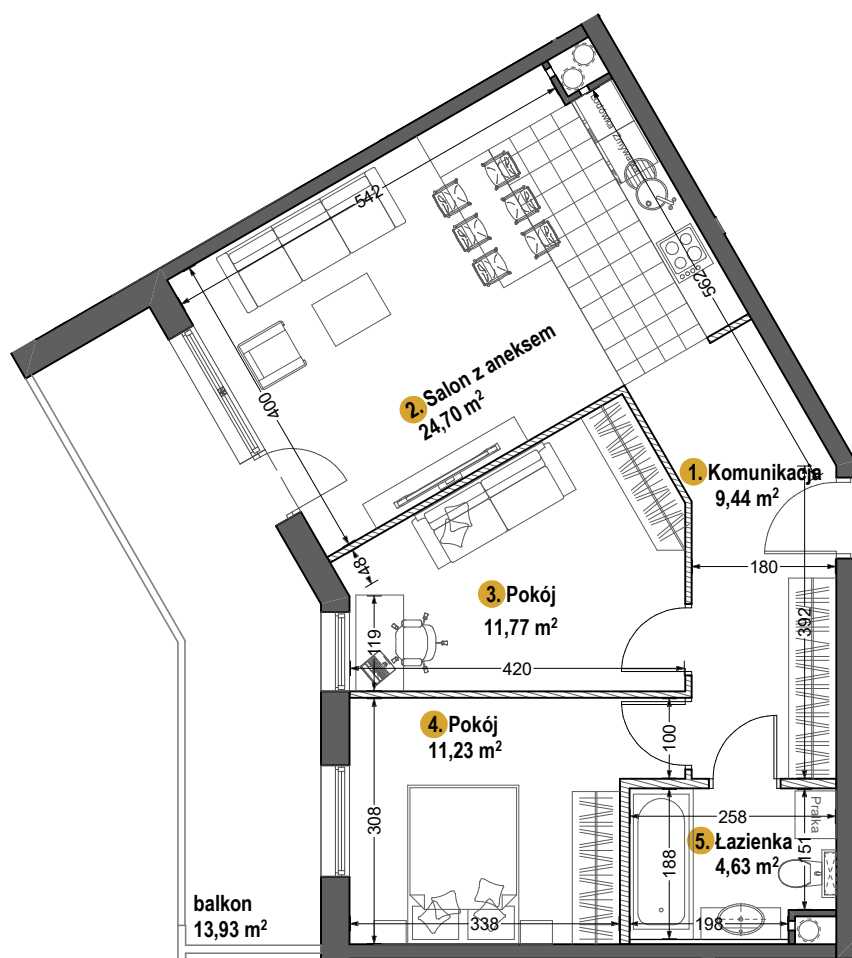 Lodówka
Zmywa
542
562
400
2. Salon z aneksem
24,70 m²
1. Komunikacja
9,44 m²
48
180
3. Pokój
11,77 m²
119
420
392
4. Pokój
11,23 m²
100
308
258
Pralka
5. Łazienka
4,63 m²
188
151
balkon
13,93 m²
338
198